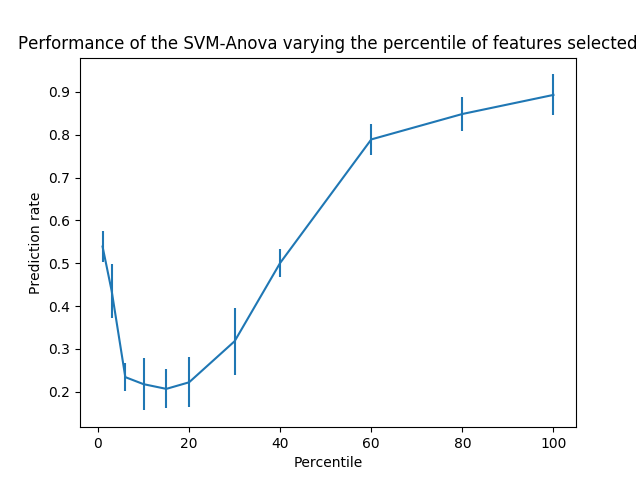 Performance of the SVM-Anova varying the percentile of features selected
0.9
0.8
0.7
0.6
0.5
0.4
0.3
0.2
Prediction rate
0 20 40 60 80 100
Percentile